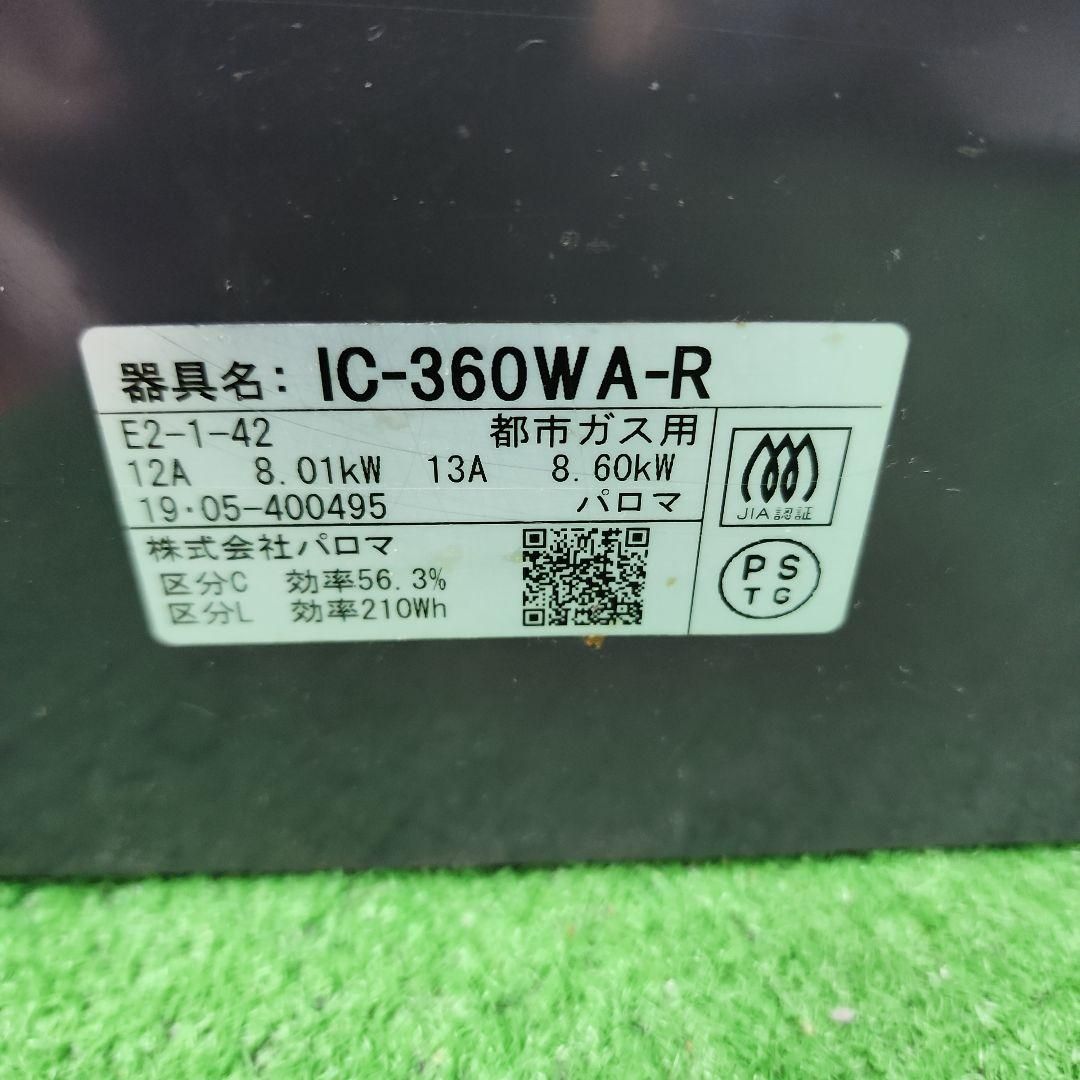 器具名: IC-360WA-R
E2-1-42 都市ガス用
12A 8.01kW 13A 8.60kW
19・05-400495 パロマ
株式会社パロマ
区分C 効率56.3%
区分L 効率210Wh
JIA認証
PS
TG